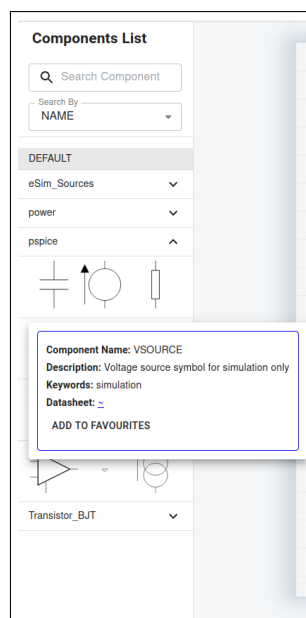 Components List
Search Component
Search By
NAME
DEFAULT
eSim_Sources
power
pspice
Component Name: VSOURCE
Description: Voltage source symbol for simulation only
Keywords: simulation
Datasheet: ~
ADD TO FAVOURITES
Transistor_BJT